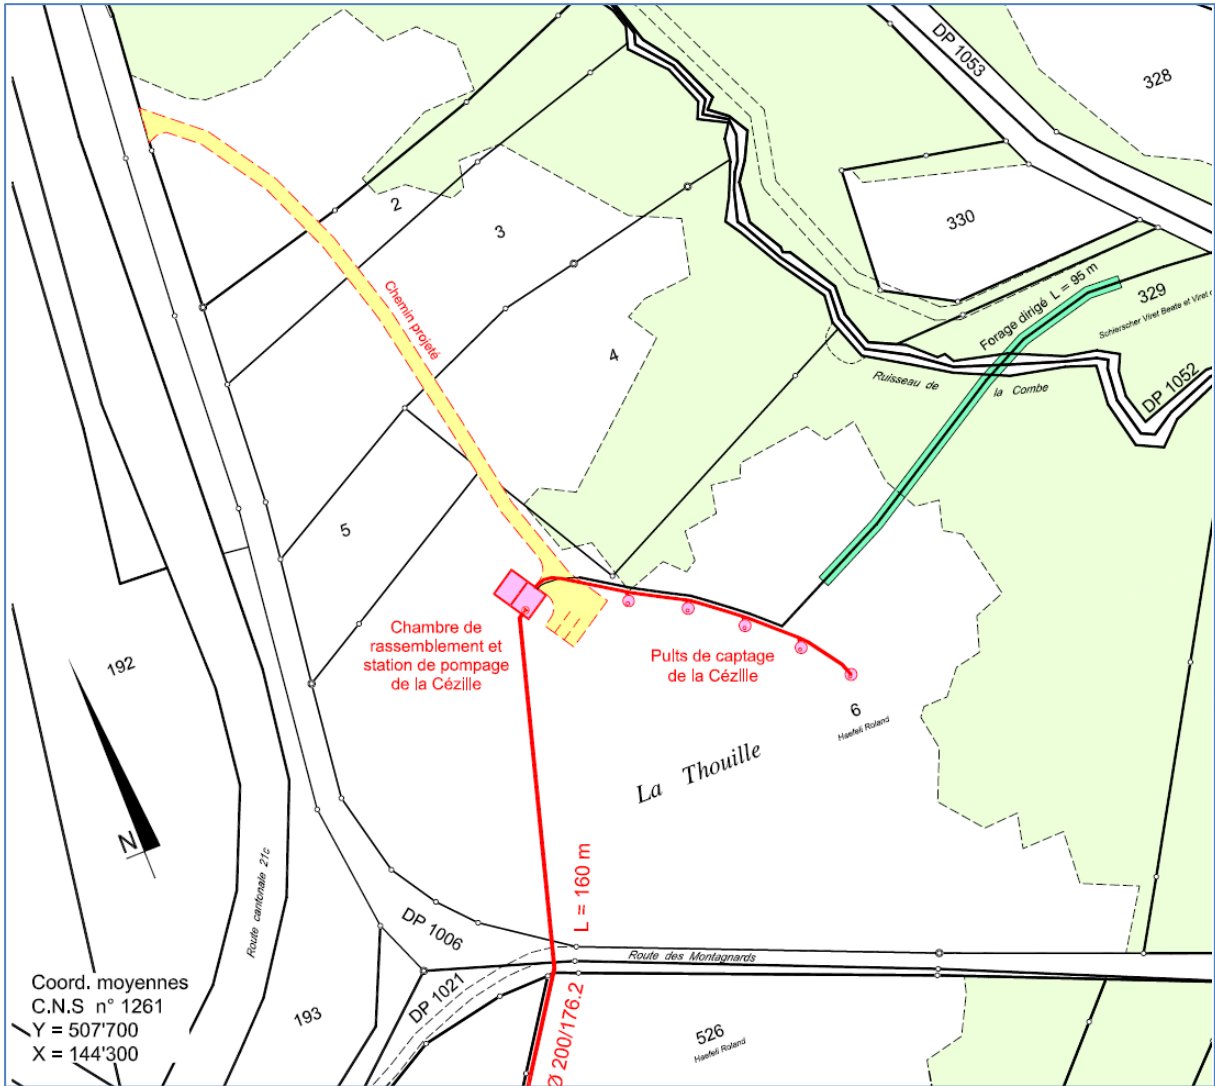 DP 1053
328
330
2
3
Chemin projeté
Forage dirigé L = 95 m
329
Schierscher Viret Beate et Viret
4
Ruisseau de
la Combe
DP 1052
5
Chambre de
rassemblement et
station de pompage
de la Cézille
Puits de captage
de la Cézille
192
6
Haefeli Roland
La Thouille
N
Route cantonale 21c
L = 160 m
DP 1006
Route des Montagnards
DP 1021
Coord. moyennes
C.N.S n° 1261
Y = 507'700
X = 144'300
193
Ø 200/176.2
526
Haefeli Roland